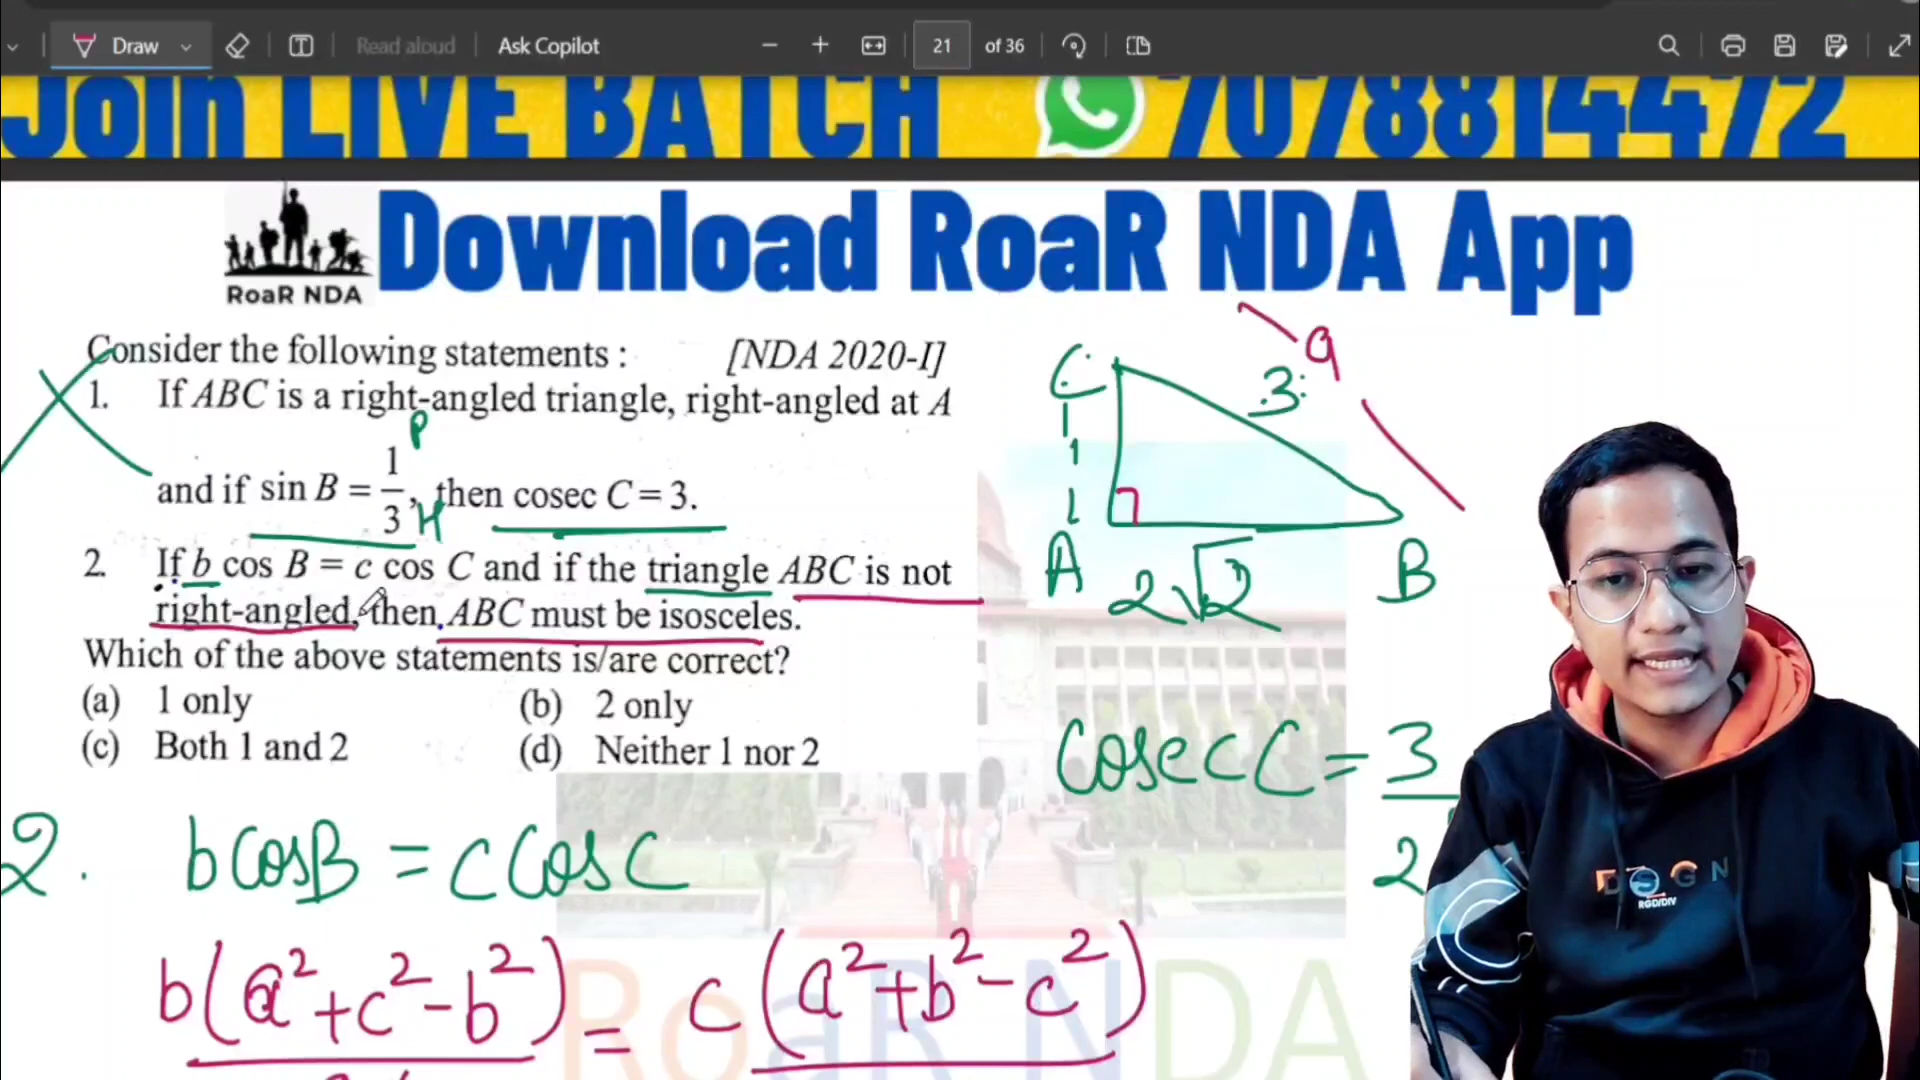 Draw Read aloud Ask Copilot 21 of 36
Join LIVE BATCH 7078814472
RoaR NDA Download RoaR NDA App
Consider the following statements : [NDA 2020-I]
1. If ABC is a right-angled triangle, right-angled at A
and if sin B = 1/3, then cosec C = 3.
P
H
2. If b cos B = c cos C and if the triangle ABC is not
right-angled, then ABC must be isosceles.
Which of the above statements is/are correct?
(a) 1 only (b) 2 only
(c) Both 1 and 2 (d) Neither 1 nor 2
C 3 a
1
A 2√2 B
Cosec C = 3/2
2. b Cos B = c Cos C
b(a²+c²-b²) = c(a²+b²-c²)
RoaR NDA
D S G N
RGD/DIV